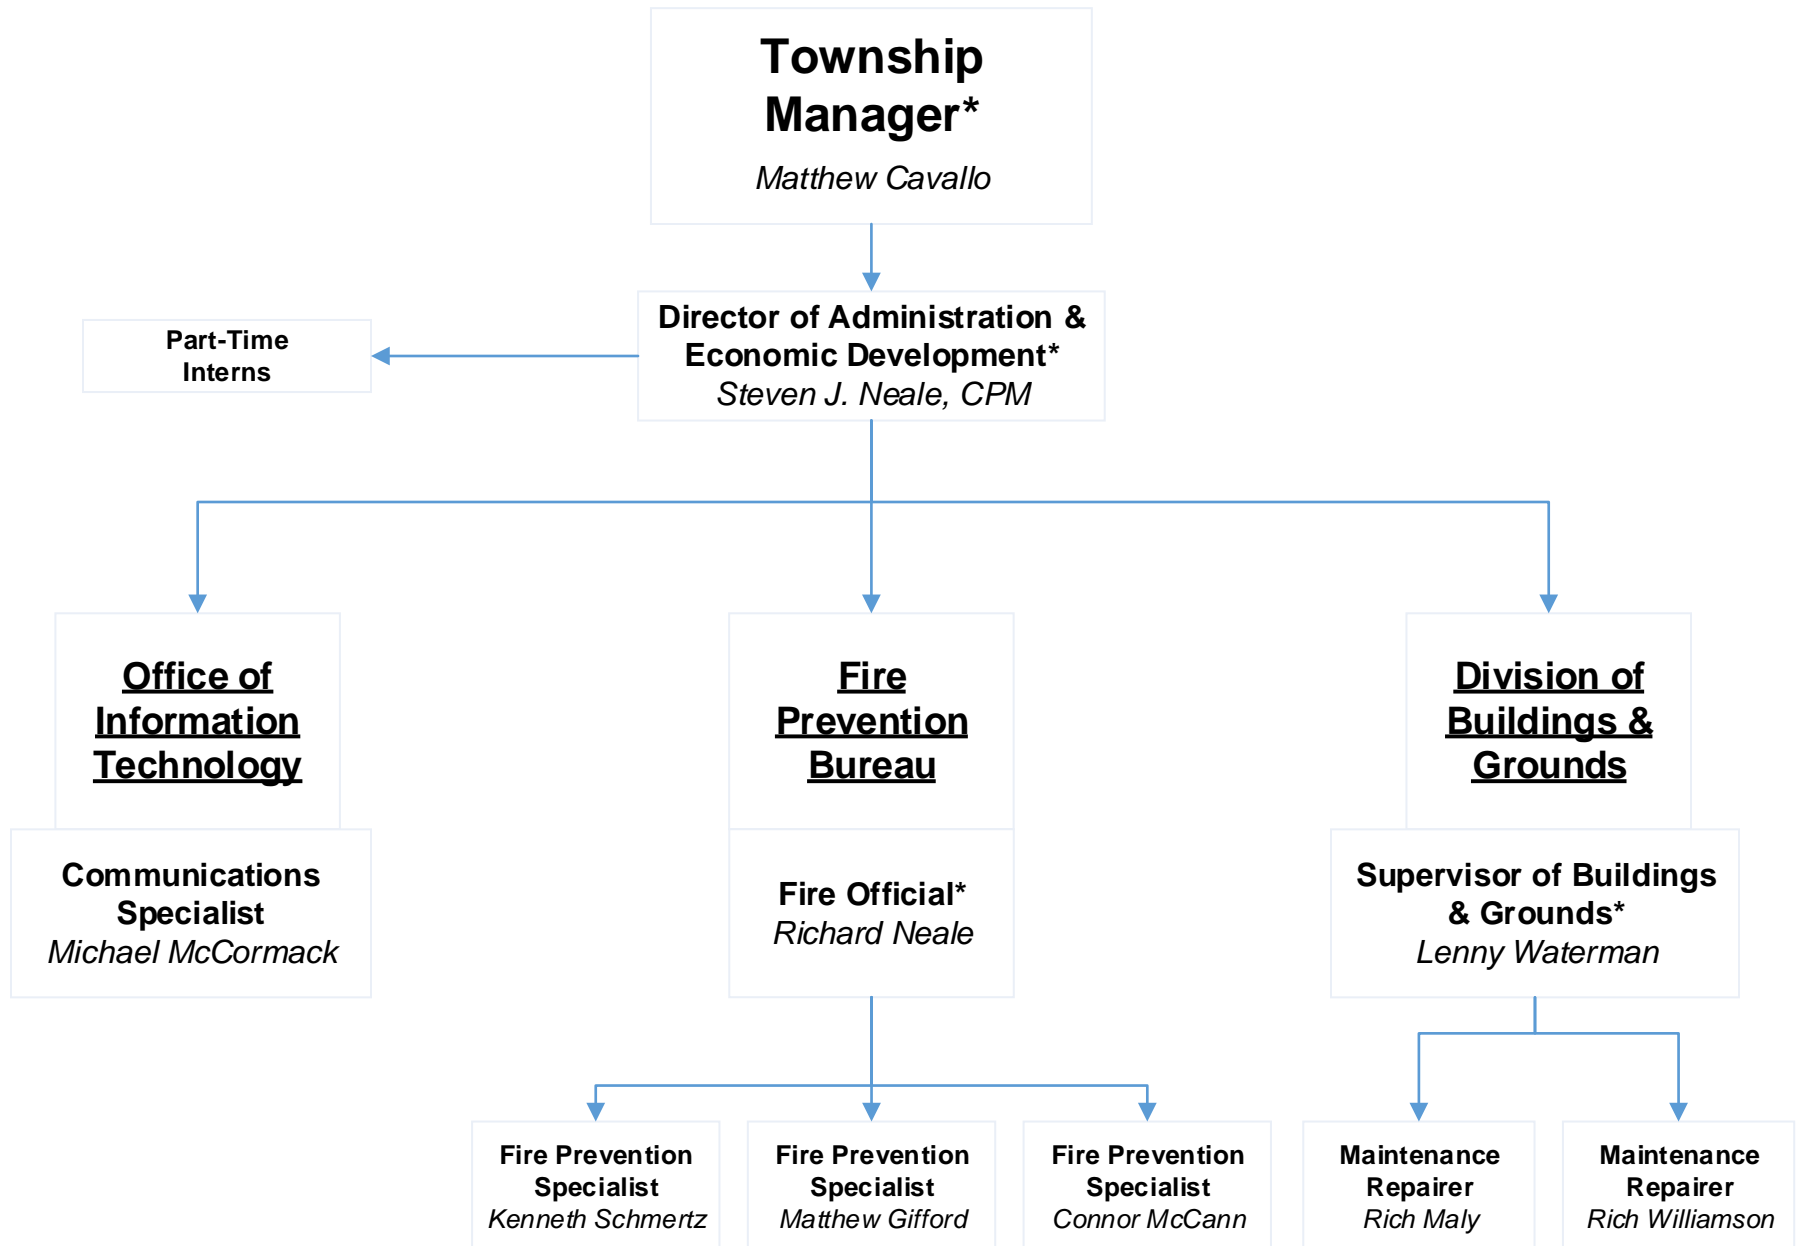 Township
Manager*
Matthew Cavallo
Director of Administration &
Economic Development*
Steven J. Neale, CPM
Part-Time
Interns
Office of
Information
Technology
Communications
Specialist
Michael McCormack
Fire
Prevention
Bureau
Fire Official*
Richard Neale
Division of
Buildings &
Grounds
Supervisor of Buildings
& Grounds*
Lenny Waterman
Fire Prevention
Specialist
Kenneth Schmertz
Fire Prevention
Specialist
Matthew Gifford
Fire Prevention
Specialist
Connor McCann
Maintenance
Repairer
Rich Maly
Maintenance
Repairer
Rich Williamson